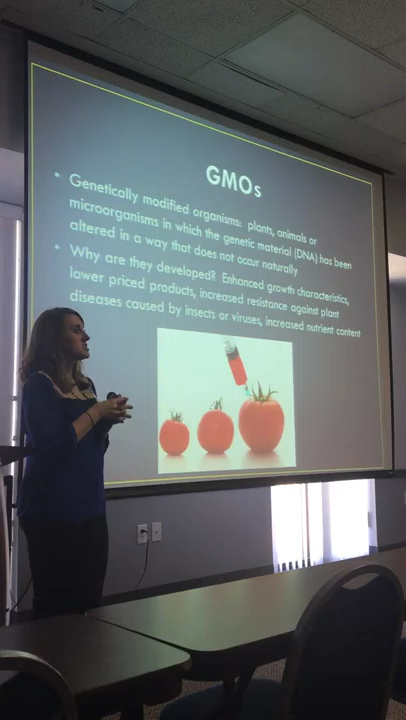 GMOs
• Genetically modified organisms: plants, animals or
microorganisms in which the genetic material (DNA) has been
altered in a way that does not occur naturally
• Why are they developed? Enhanced growth characteristics,
lower priced products, increased resistance against plant
diseases caused by insects or viruses, increased nutrient content